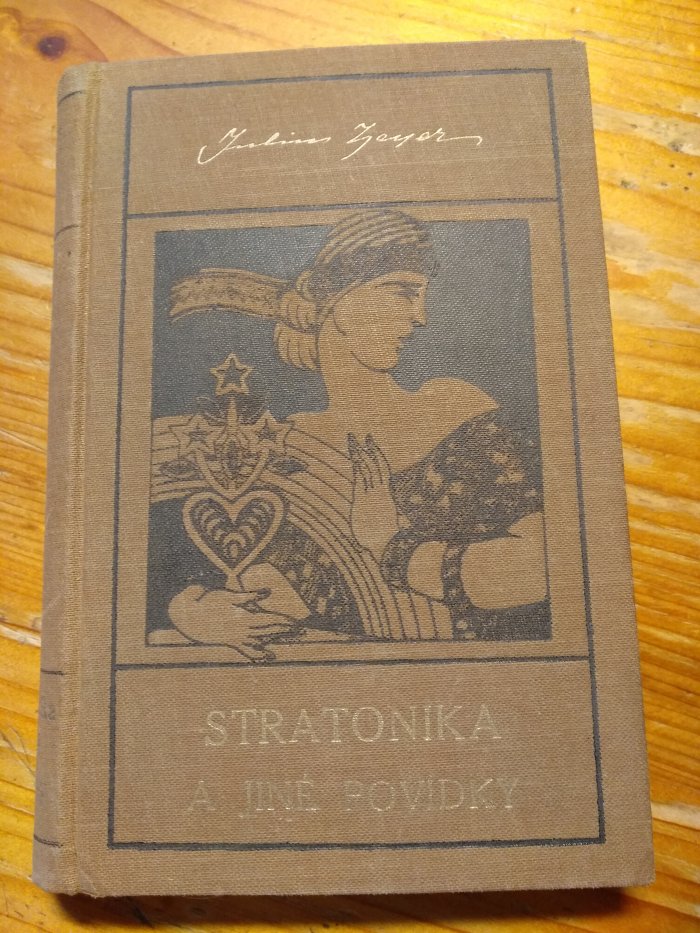 Julius Zeyer
STRATONIKA
A JINÉ POVÍDKY